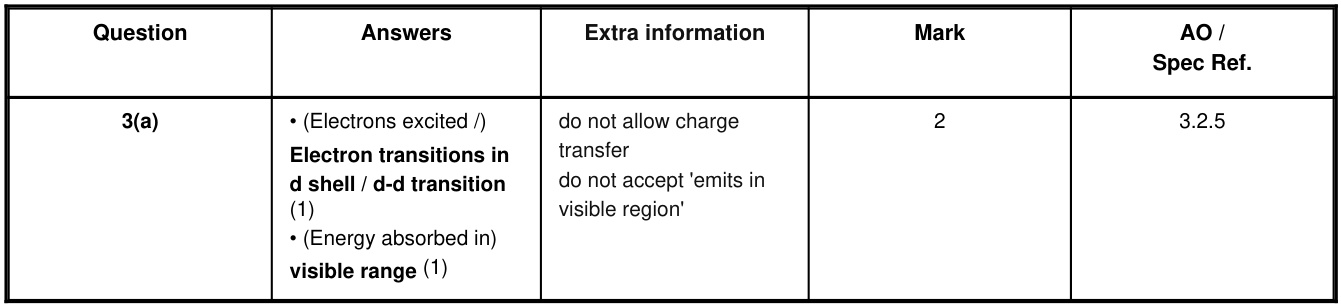 Question
Answers
Extra information
Mark
AO /
Spec Ref.
3(a)
• (Electrons excited /)
Electron transitions in
d shell / d-d transition
(1)
• (Energy absorbed in)
visible range (1)
do not allow charge
transfer
do not accept 'emits in
visible region'
2
3.2.5